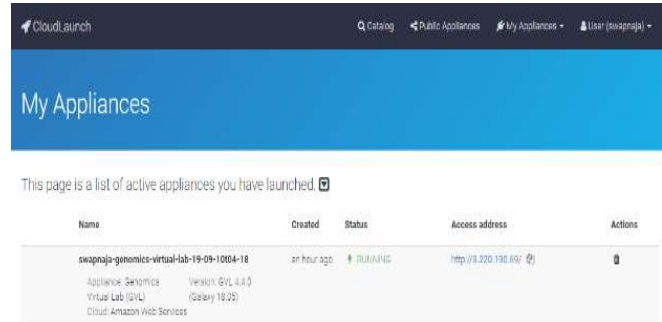 CloudLaunch
Catalog Public Appliances My Appliances User (swapnaja)
My Appliances
This page is a list of active appliances you have launched.
Name Created Status Access address Actions
swapnaja-genomics-virtual-lab-19-09-10t04-18 an hour ago RUNNING http://3.220.190.69/
Appliance: Genomics Version: GVL 4.4.0
Virtual Lab (GVL) (Galaxy 18.05)
Cloud: Amazon Web Services